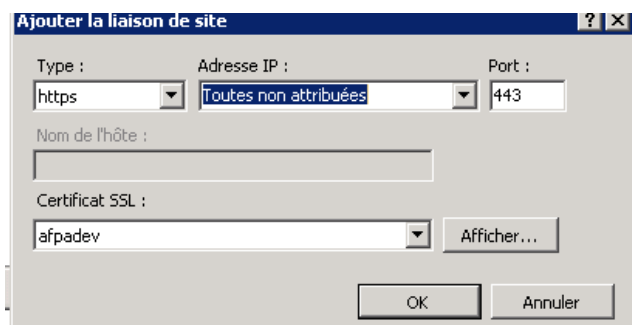 Ajouter la liaison de site
Type : Adresse IP : Port :
https Toutes non attribuées 443
Nom de l'hôte :
Certificat SSL :
afpadev Afficher...
OK Annuler